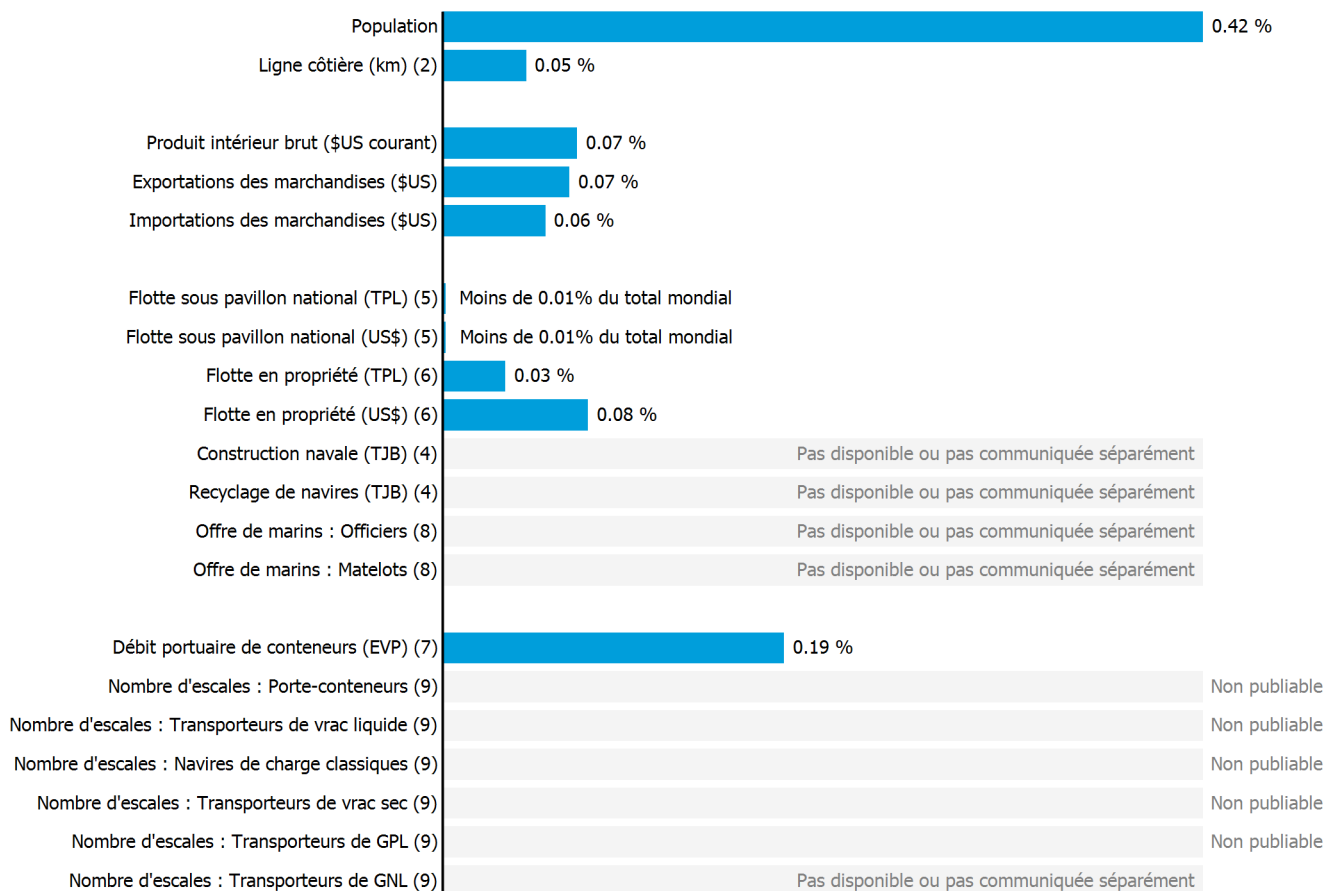 Population 0.42 %
Ligne côtière (km) (2) 0.05 %
Produit intérieur brut ($US courant) 0.07 %
Exportations des marchandises ($US) 0.07 %
Importations des marchandises ($US) 0.06 %
Flotte sous pavillon national (TPL) (5) Moins de 0.01% du total mondial
Flotte sous pavillon national (US$) (5) Moins de 0.01% du total mondial
Flotte en propriété (TPL) (6) 0.03 %
Flotte en propriété (US$) (6) 0.08 %
Construction navale (TJB) (4) Pas disponible ou pas communiquée séparément
Recyclage de navires (TJB) (4) Pas disponible ou pas communiquée séparément
Offre de marins : Officiers (8) Pas disponible ou pas communiquée séparément
Offre de marins : Matelots (8) Pas disponible ou pas communiquée séparément
Débit portuaire de conteneurs (EVP) (7) 0.19 %
Nombre d'escales : Porte-conteneurs (9) Non publiable
Nombre d'escales : Transporteurs de vrac liquide (9) Non publiable
Nombre d'escales : Navires de charge classiques (9) Non publiable
Nombre d'escales : Transporteurs de vrac sec (9) Non publiable
Nombre d'escales : Transporteurs de GPL (9) Non publiable
Nombre d'escales : Transporteurs de GNL (9) Pas disponible ou pas communiquée séparément